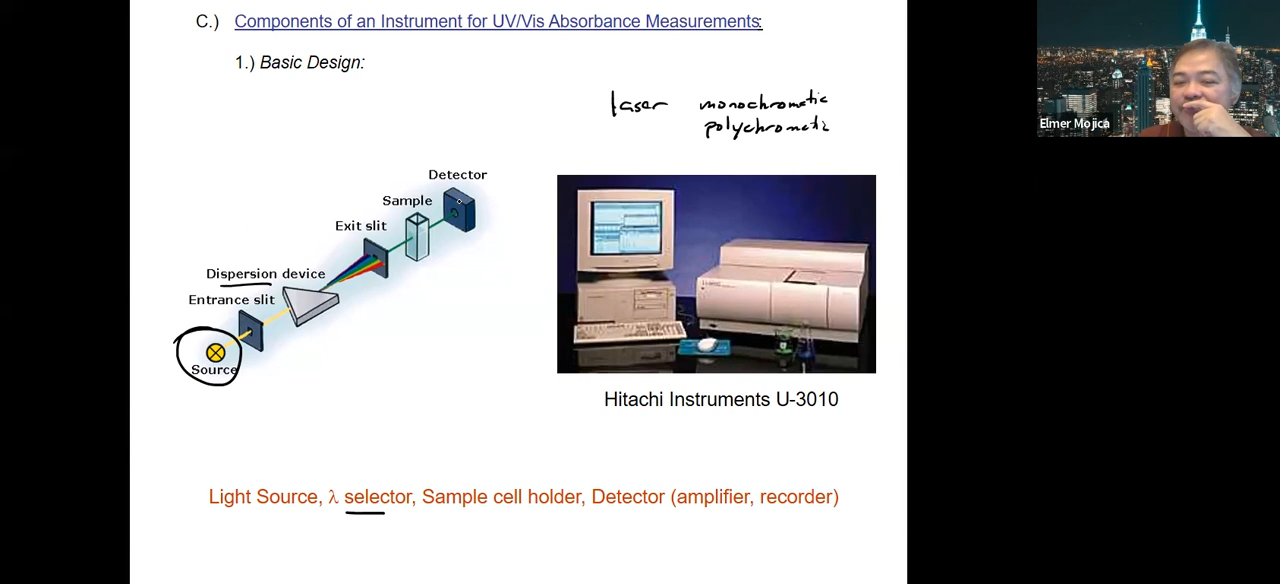 C.) Components of an Instrument for UV/Vis Absorbance Measurements:
1.) Basic Design:
laser monochromatic
polychromatic
Elmer Mojica
Detector
Sample
Exit slit
Dispersion device
Entrance slit
Source
Hitachi Instruments U-3010
Light Source, λ selector, Sample cell holder, Detector (amplifier, recorder)